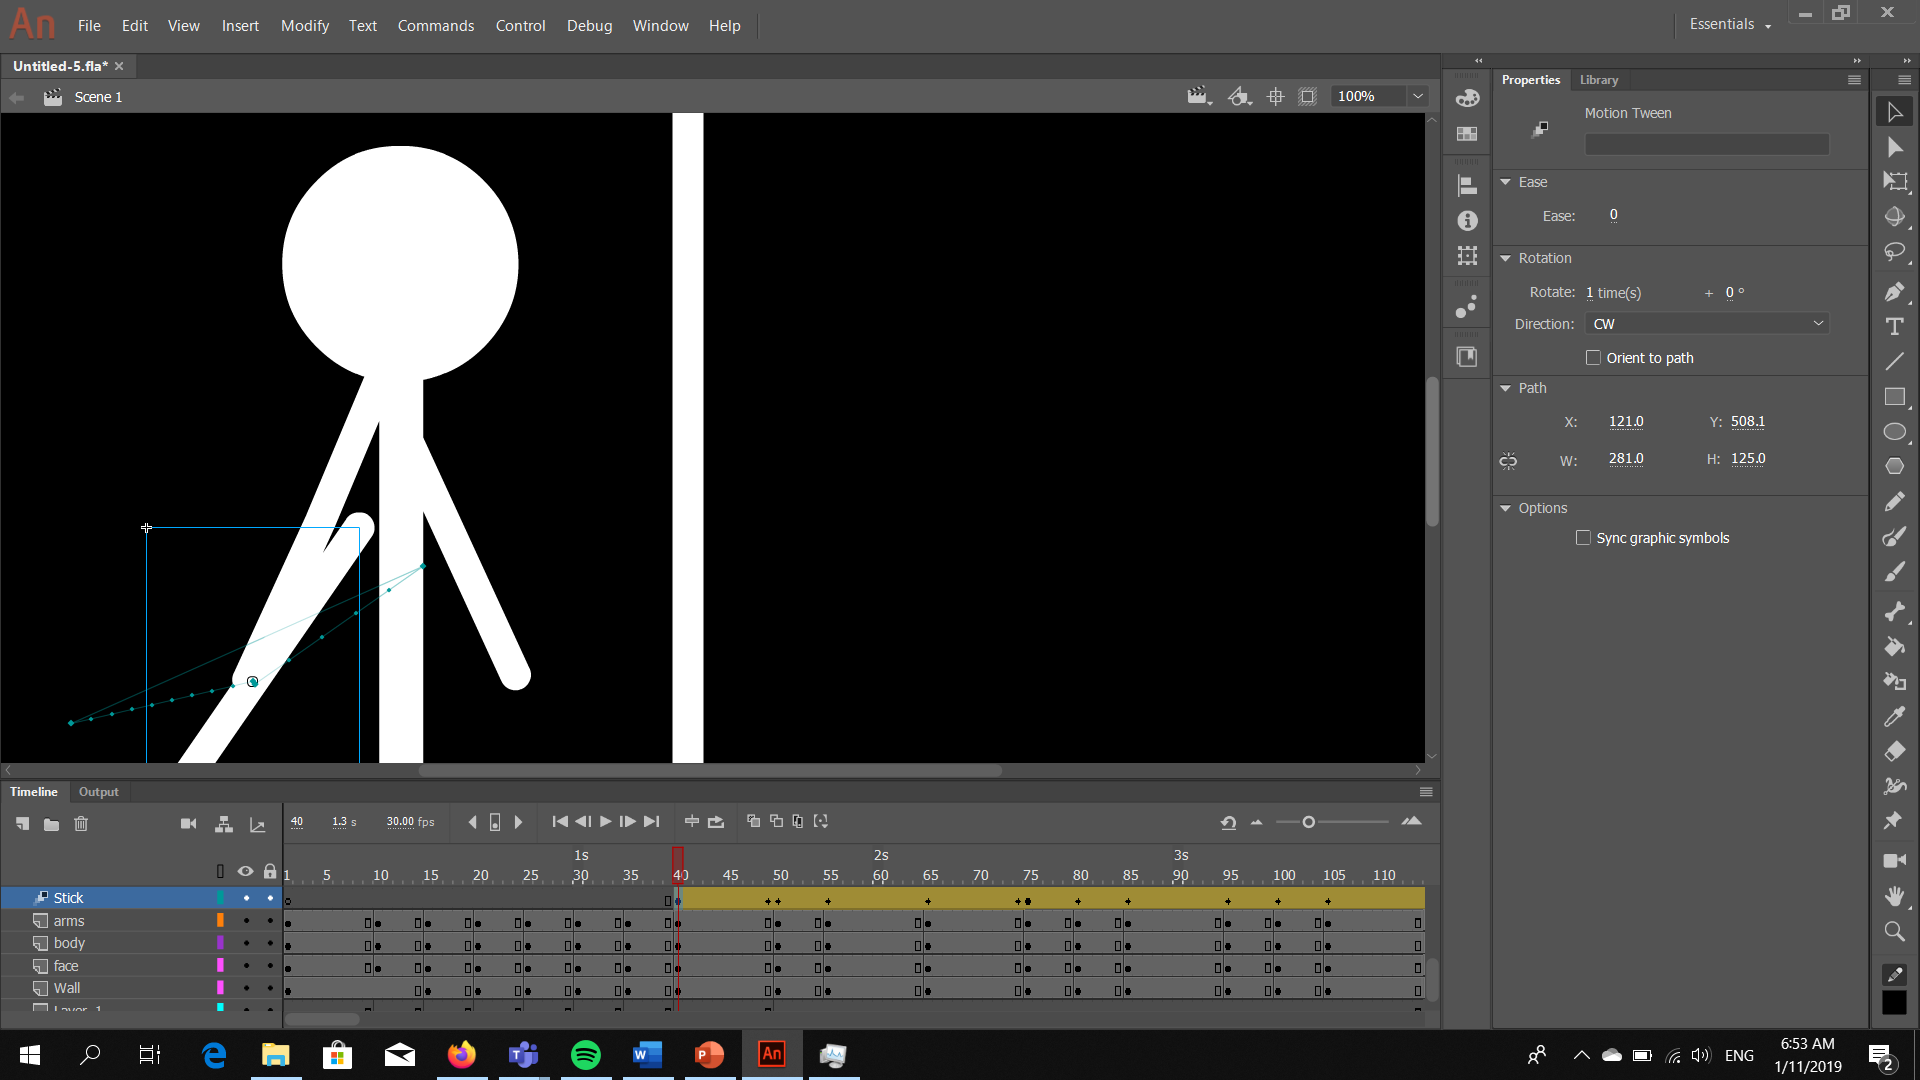 An File Edit View Insert Modify Text Commands Control Debug Window Help Essentials
Untitled-5.fla*
Scene 1
100%
Properties Library
Motion Tween
Ease
Ease: 0
Rotation
Rotate: 1 time(s) + 0 °
Direction: CW
Orient to path
Path
X: 121.0 Y: 508.1
W: 281.0 H: 125.0
Options
Sync graphic symbols
Timeline Output
40 1.3 s 30.00 fps
1s 2s 3s
1 5 10 15 20 25 30 35 40 45 50 55 60 65 70 75 80 85 90 95 100 105 110
Stick
arms
body
face
Wall
Layer_1
An
ENG
6:53 AM
1/11/2019
2